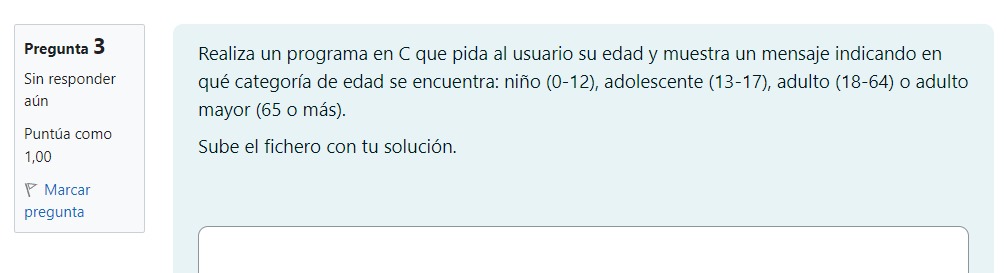 Pregunta 3
Sin responder
aún
Puntúa como
1,00
Marcar
pregunta
Realiza un programa en C que pida al usuario su edad y muestra un mensaje indicando en
qué categoría de edad se encuentra: niño (0-12), adolescente (13-17), adulto (18-64) o adulto
mayor (65 o más).
Sube el fichero con tu solución.